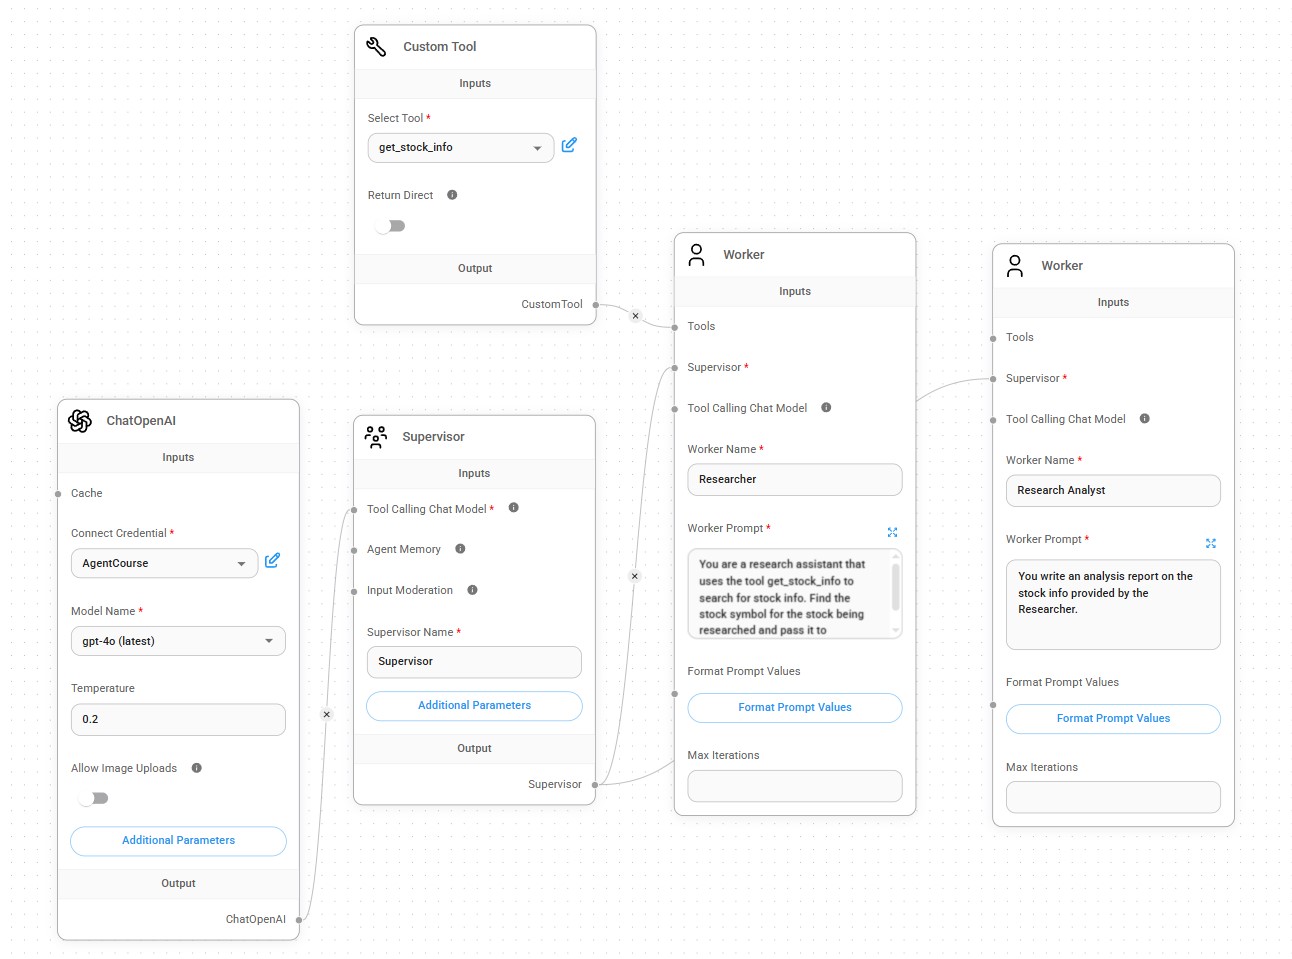 Custom Tool
Inputs
Select Tool *
get_stock_info
Return Direct
Output
CustomTool
ChatOpenAI
Inputs
Cache
Connect Credential *
AgentCourse
Model Name *
gpt-4o (latest)
Temperature
0.2
Allow Image Uploads
Additional Parameters
Output
ChatOpenAI
Supervisor
Inputs
Tool Calling Chat Model *
Agent Memory
Input Moderation
Supervisor Name *
Supervisor
Additional Parameters
Output
Supervisor
Worker
Inputs
Tools
Supervisor *
Tool Calling Chat Model
Worker Name *
Researcher
Worker Prompt *
You are a research assistant that
uses the tool get_stock_info to
search for stock info. Find the
stock symbol for the stock being
researched and pass it to
Format Prompt Values
Format Prompt Values
Max Iterations
Worker
Inputs
Tools
Supervisor *
Tool Calling Chat Model
Worker Name *
Research Analyst
Worker Prompt *
You write an analysis report on the
stock info provided by the
Researcher.
Format Prompt Values
Format Prompt Values
Max Iterations